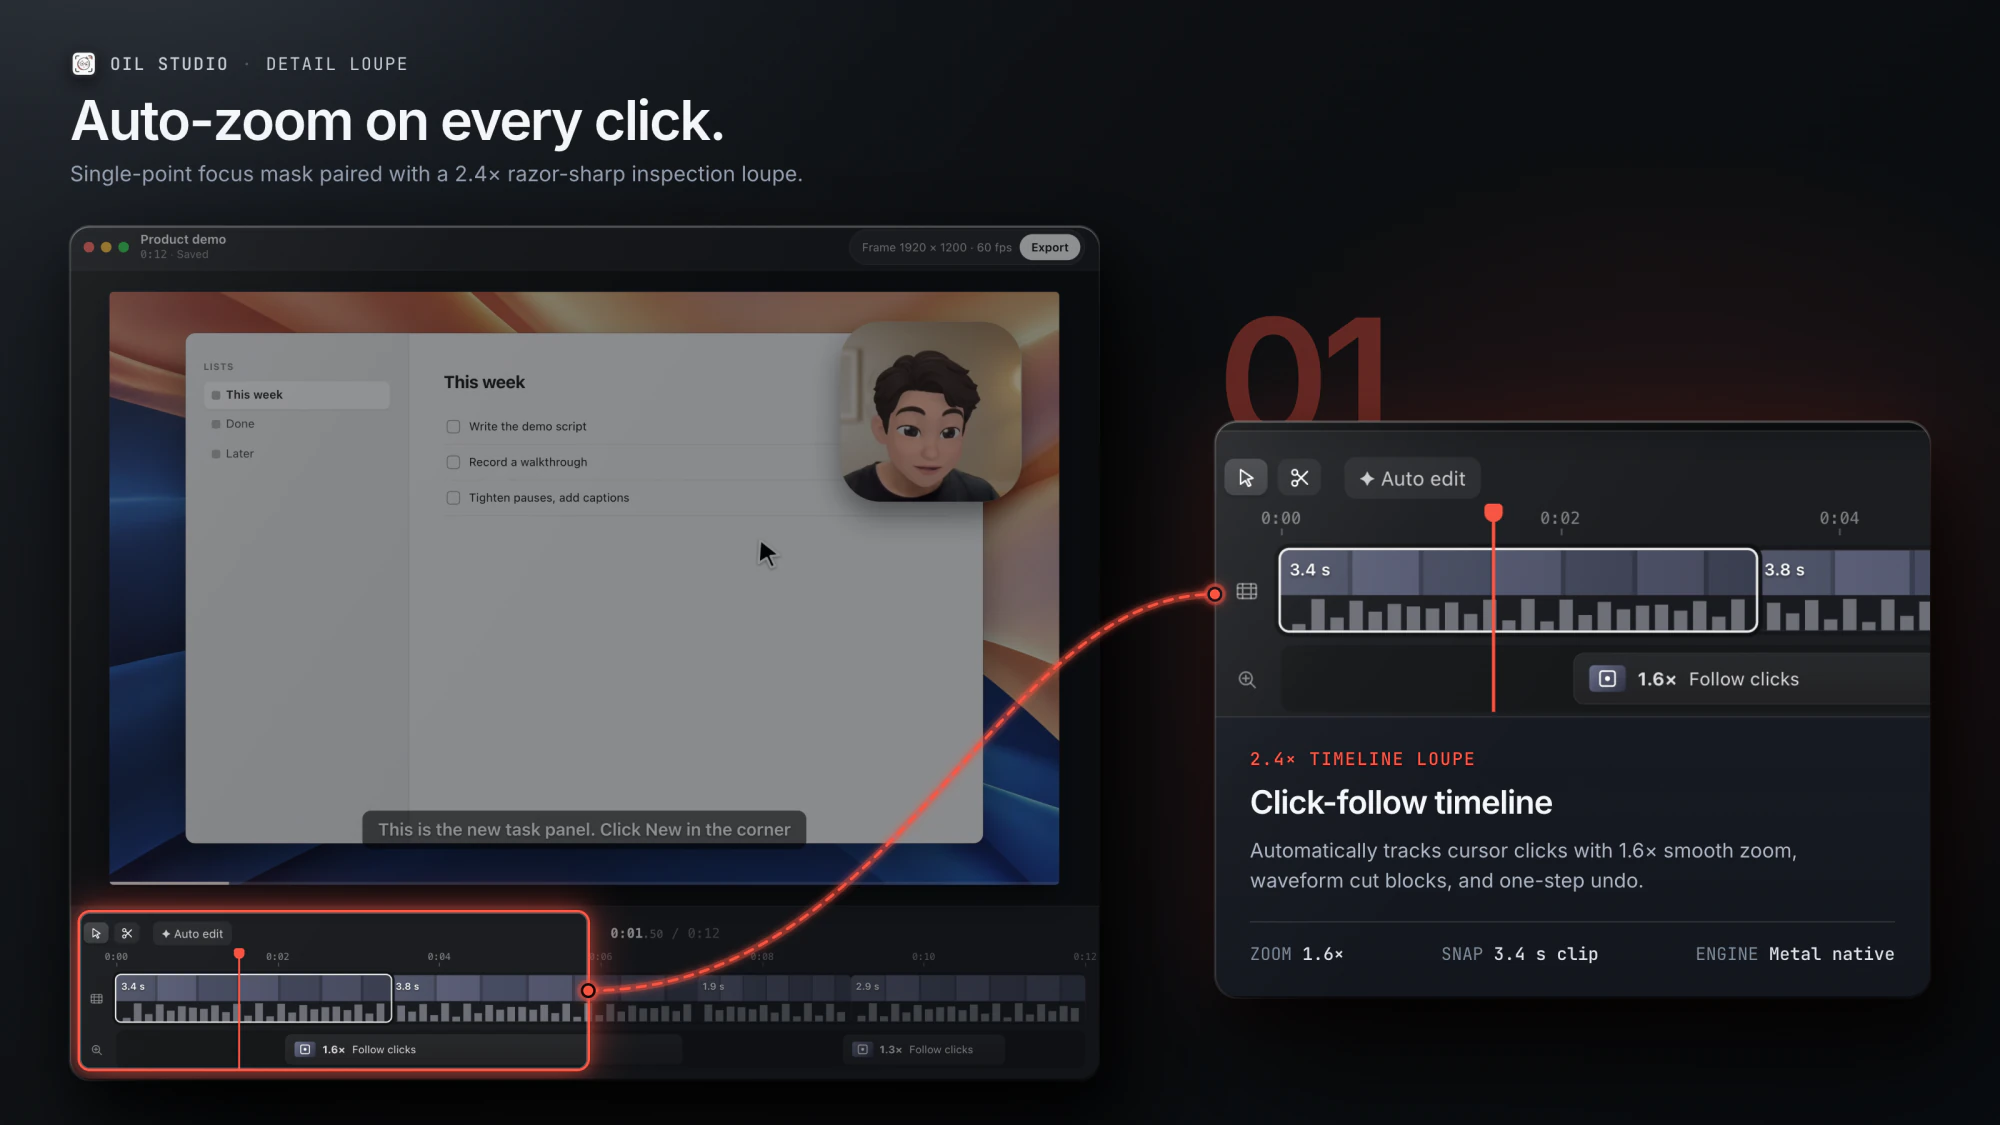 OIL STUDIO · DETAIL LOUPE
Auto-zoom on every click.
Single-point focus mask paired with a 2.4× razor-sharp inspection loupe.
Product demo
0:12 · Saved
Frame 1920 × 1200 · 60 fps
Export
LISTS
This week
Done
Later
This week
Write the demo script
Record a walkthrough
Tighten pauses, add captions
This is the new task panel. Click New in the corner
Auto edit
0:01.50 / 0:12
0:00 0:02 0:04 0:06 0:08 0:10 0:12
3.4 s 3.8 s 1.9 s 2.9 s
1.6× Follow clicks
1.3× Follow clicks
01
Auto edit
0:00 0:02 0:04
3.4 s 3.8 s
1.6× Follow clicks
2.4× TIMELINE LOUPE
Click-follow timeline
Automatically tracks cursor clicks with 1.6× smooth zoom,
waveform cut blocks, and one-step undo.
ZOOM 1.6× SNAP 3.4 s clip ENGINE Metal native